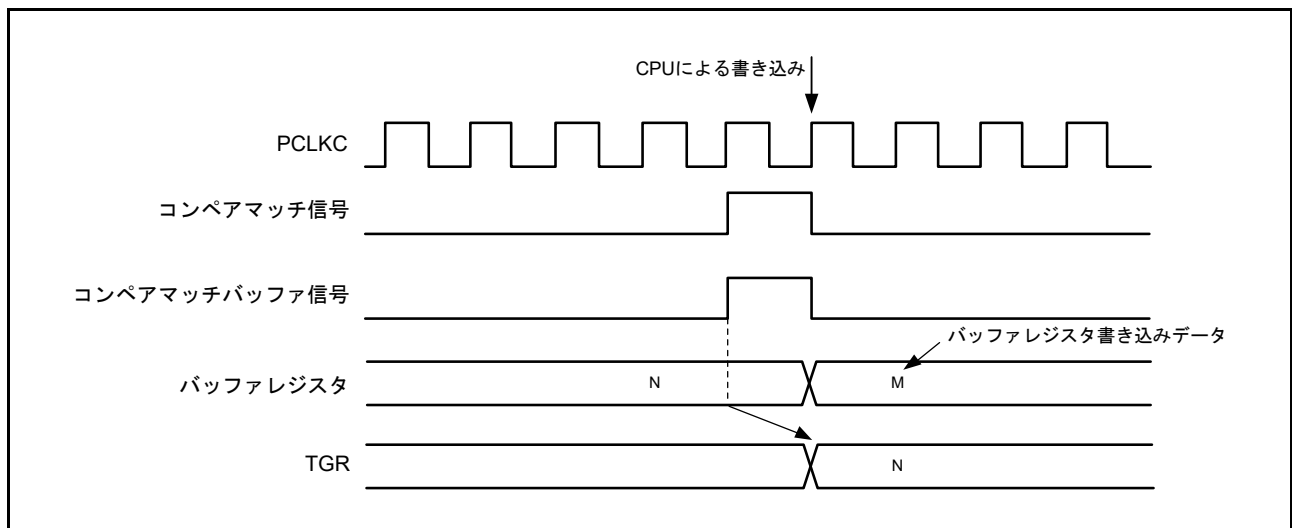 CPUによる書き込み
PCLKC
コンペアマッチ信号
コンペアマッチバッファ信号
バッファレジスタ書き込みデータ
バッファレジスタ
N
M
TGR
N